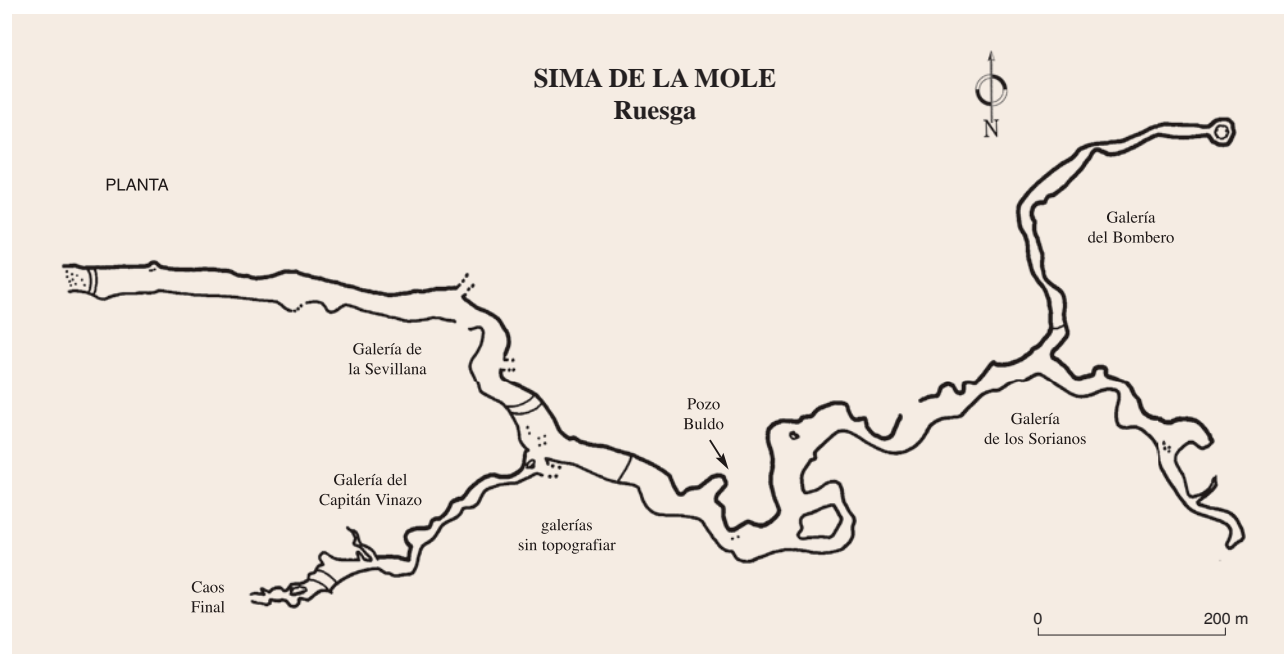 SIMA DE LA MOLE
Ruesga
N
PLANTA
Galería
del Bombero
Galería de
la Sevillana
Pozo
Buldo
Galería
de los Sorianos
Galería del
Capitán Vinazo
galerías
sin topografiar
Caos
Final
0 200 m